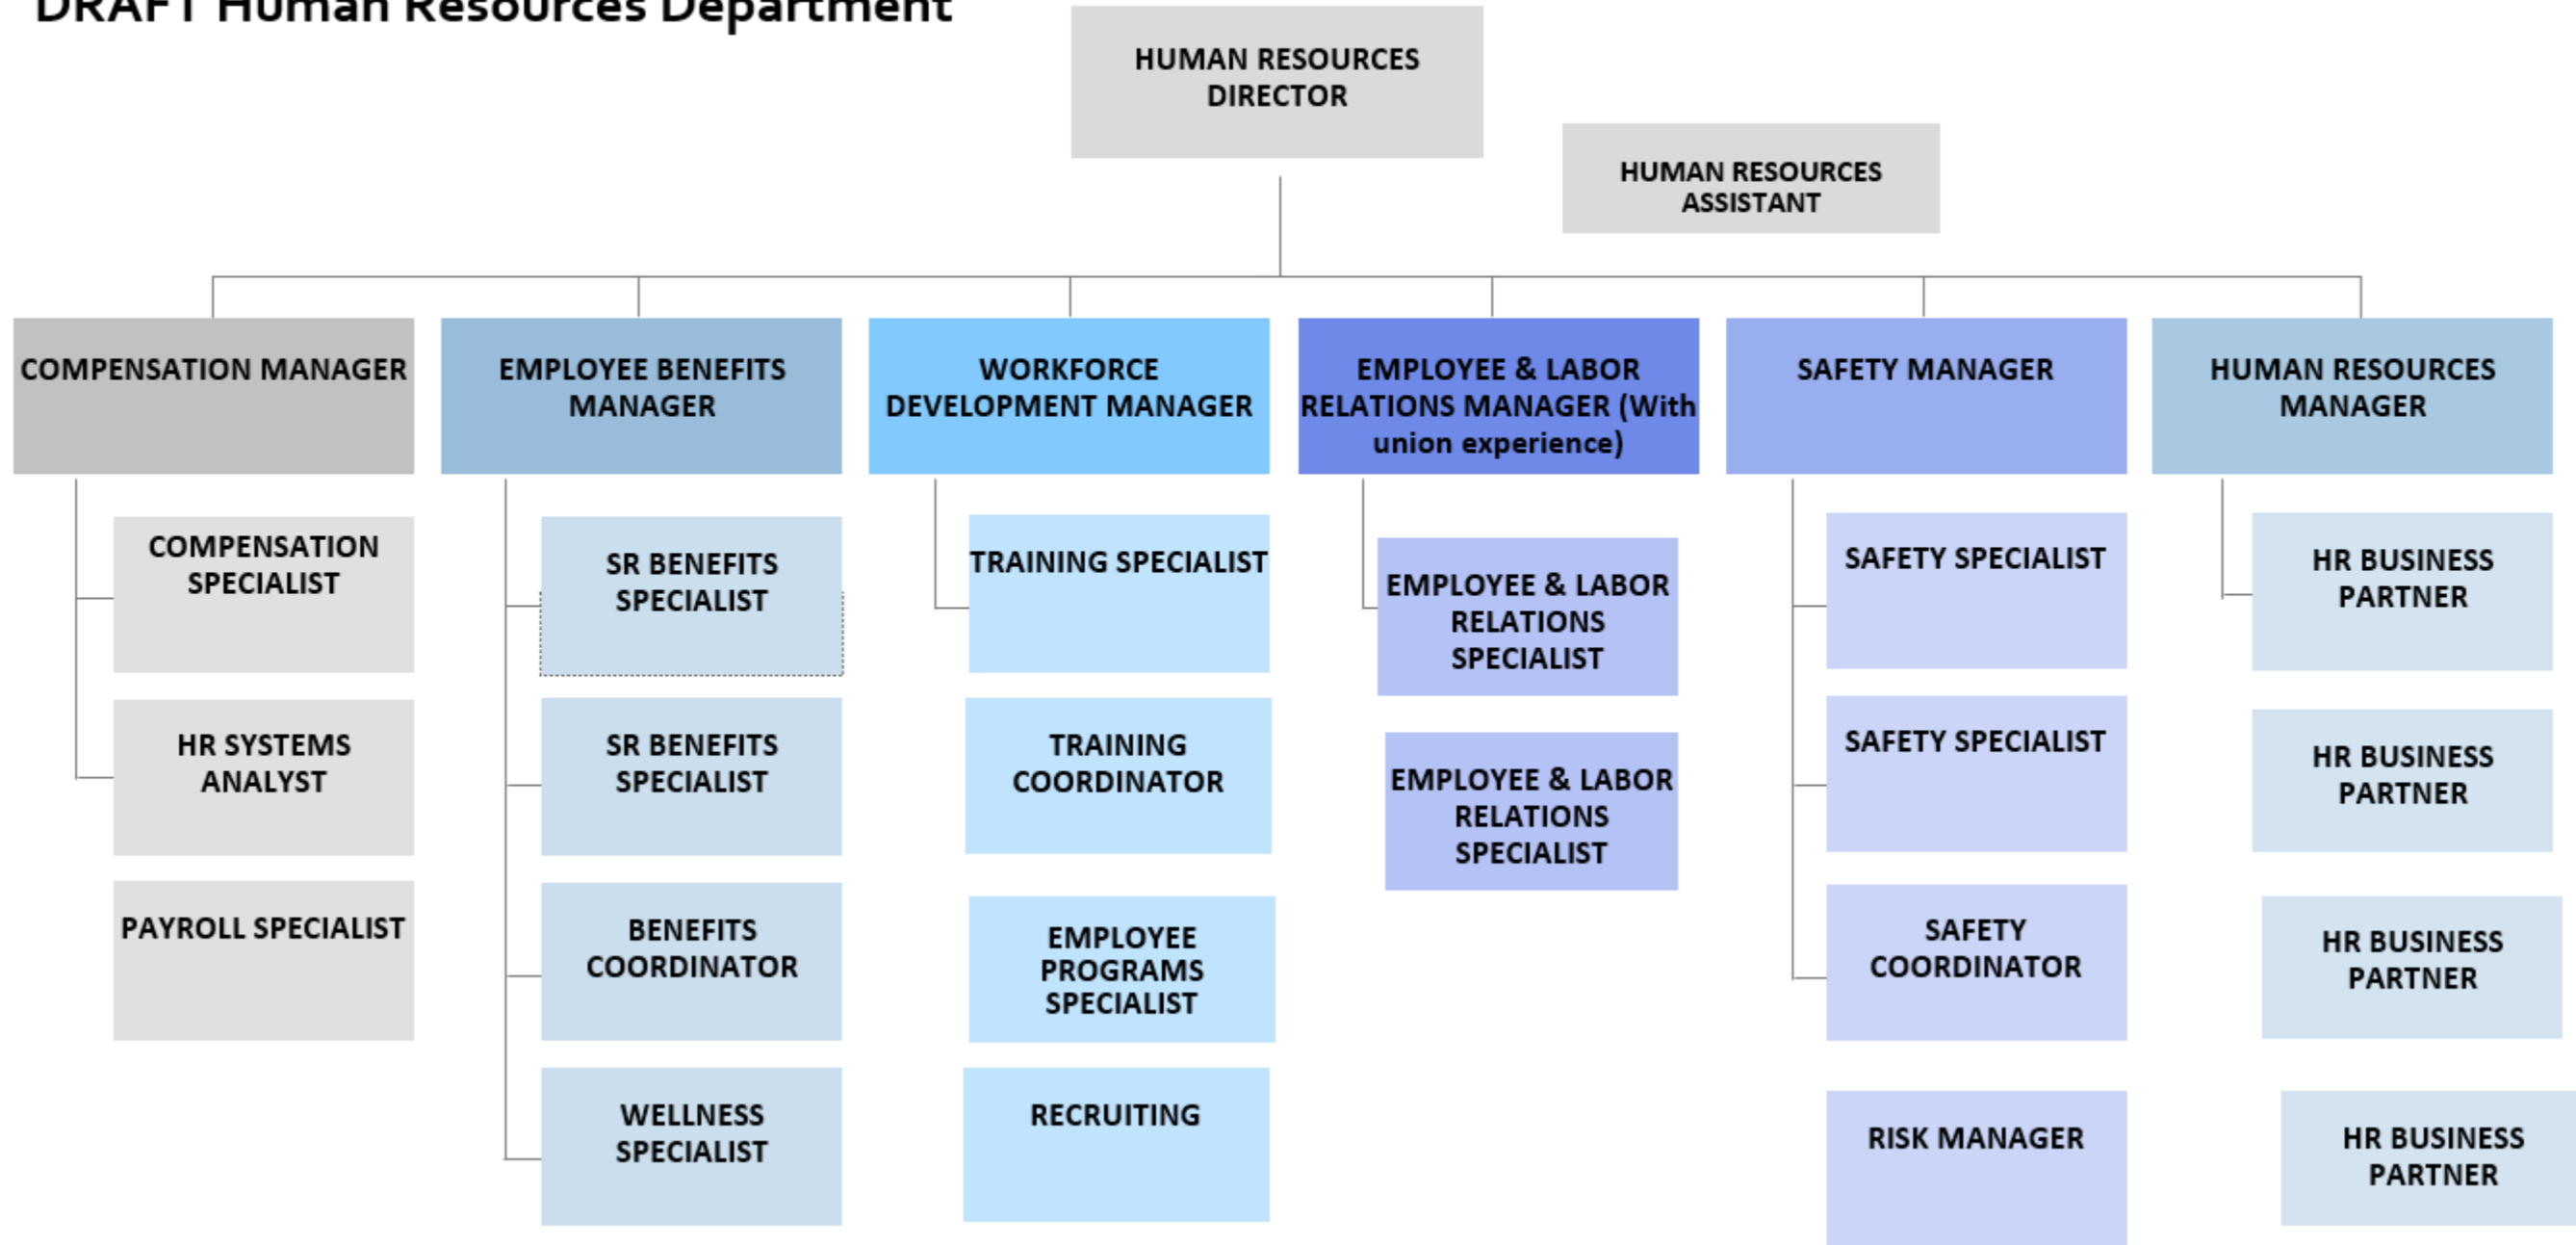 DRAFT Human Resources Department
HUMAN RESOURCES
DIRECTOR
HUMAN RESOURCES
ASSISTANT
COMPENSATION MANAGER
EMPLOYEE BENEFITS
MANAGER
WORKFORCE
DEVELOPMENT MANAGER
EMPLOYEE & LABOR
RELATIONS MANAGER (With
union experience)
SAFETY MANAGER
HUMAN RESOURCES
MANAGER
COMPENSATION
SPECIALIST
HR SYSTEMS
ANALYST
PAYROLL SPECIALIST
SR BENEFITS
SPECIALIST
SR BENEFITS
SPECIALIST
BENEFITS
COORDINATOR
WELLNESS
SPECIALIST
TRAINING SPECIALIST
TRAINING
COORDINATOR
EMPLOYEE
PROGRAMS
SPECIALIST
RECRUITING
EMPLOYEE & LABOR
RELATIONS
SPECIALIST
EMPLOYEE & LABOR
RELATIONS
SPECIALIST
SAFETY SPECIALIST
SAFETY SPECIALIST
SAFETY
COORDINATOR
RISK MANAGER
HR BUSINESS
PARTNER
HR BUSINESS
PARTNER
HR BUSINESS
PARTNER
HR BUSINESS
PARTNER